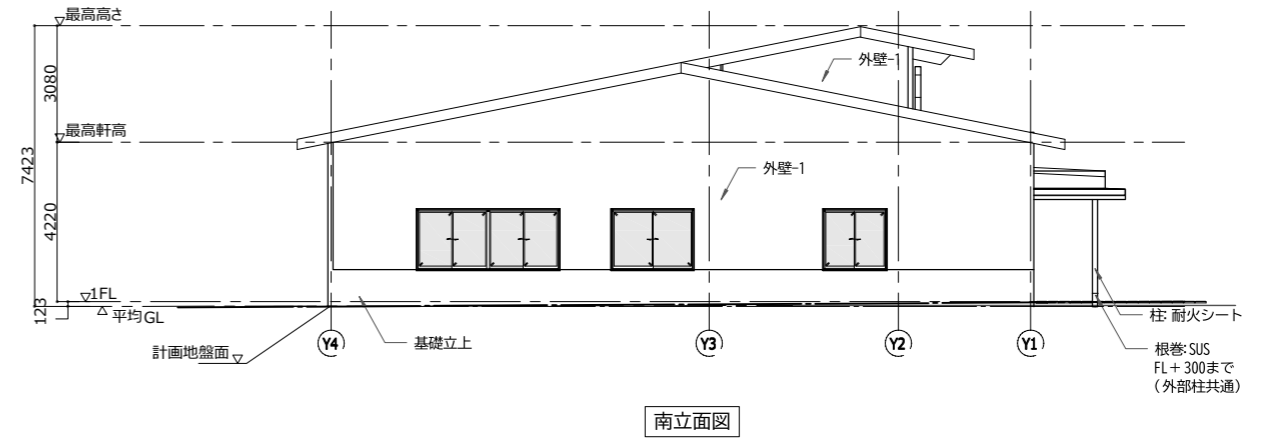 最高高さ
3080
外壁-1
最高軒高
7423
外壁-1
4220
1FL
123
平均GL
計画地盤面
Y4
基礎立上
Y3
Y2
Y1
柱: 耐火シート
根巻: SUS
FL+300まで
(外部柱共通)
南立面図